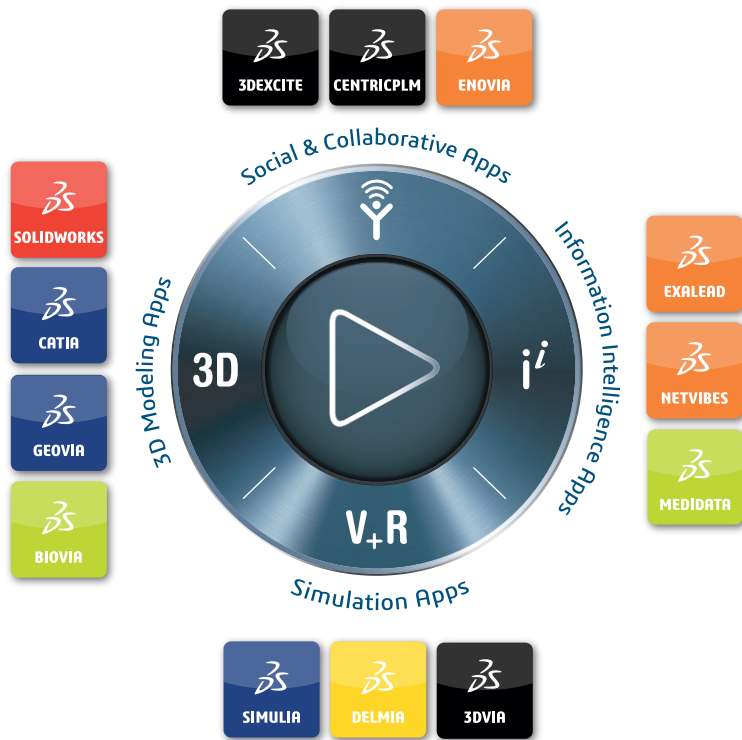 3DEXCITE
CENTRICPLM
ENOVIA
Social & Collaborative Apps
SOLIDWORKS
CATIA
GEOVIA
BIOVIA
3D Modeling Apps
3D
i i
Information Intelligence Apps
EXALEAD
NETVIBES
MEDIDATA
V+R
Simulation Apps
SIMULIA
DELMIA
3DVIA